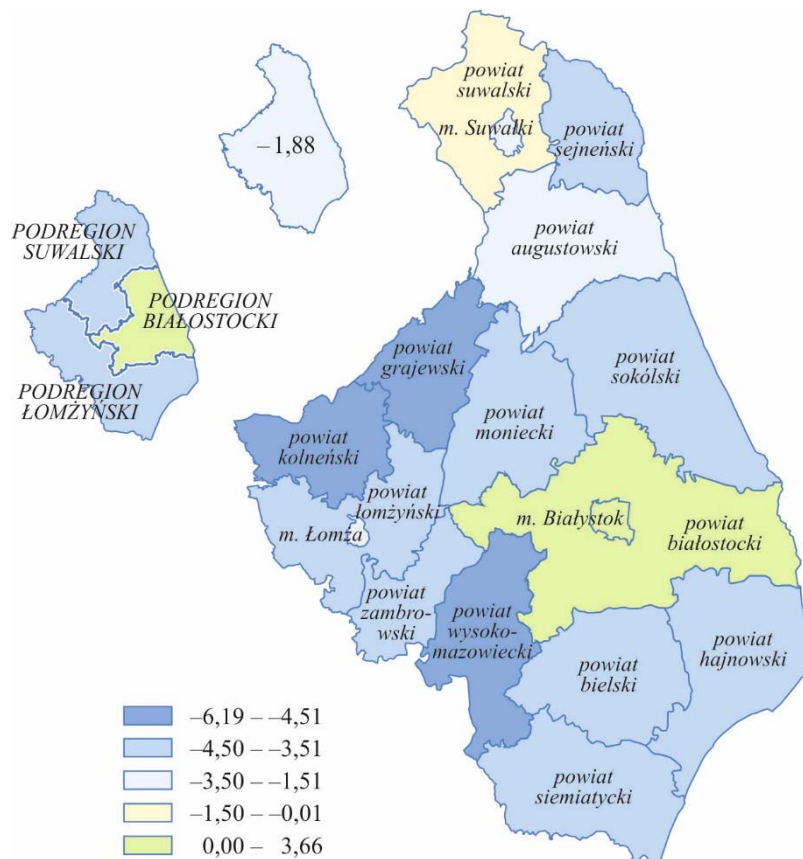 powiat
suwalski
m. Suwałki
powiat
sejneński
–1,88
powiat
augustowski
PODREGION
SUWALSKI
PODREGION
BIAŁOSTOCKI
PODREGION
ŁOMŻYŃSKI
powiat
grajewski
powiat
sokólski
powiat
moniecki
powiat
kolneński
powiat
łomżyński
m. Łomża
m. Białystok
powiat
białostocki
powiat
zambro-
wski
powiat
wysoko-
mazowiecki
powiat
bielski
powiat
hajnowski
powiat
siemiatycki
–6,19 – –4,51
–4,50 – –3,51
–3,50 – –1,51
–1,50 – –0,01
0,00 – 3,66